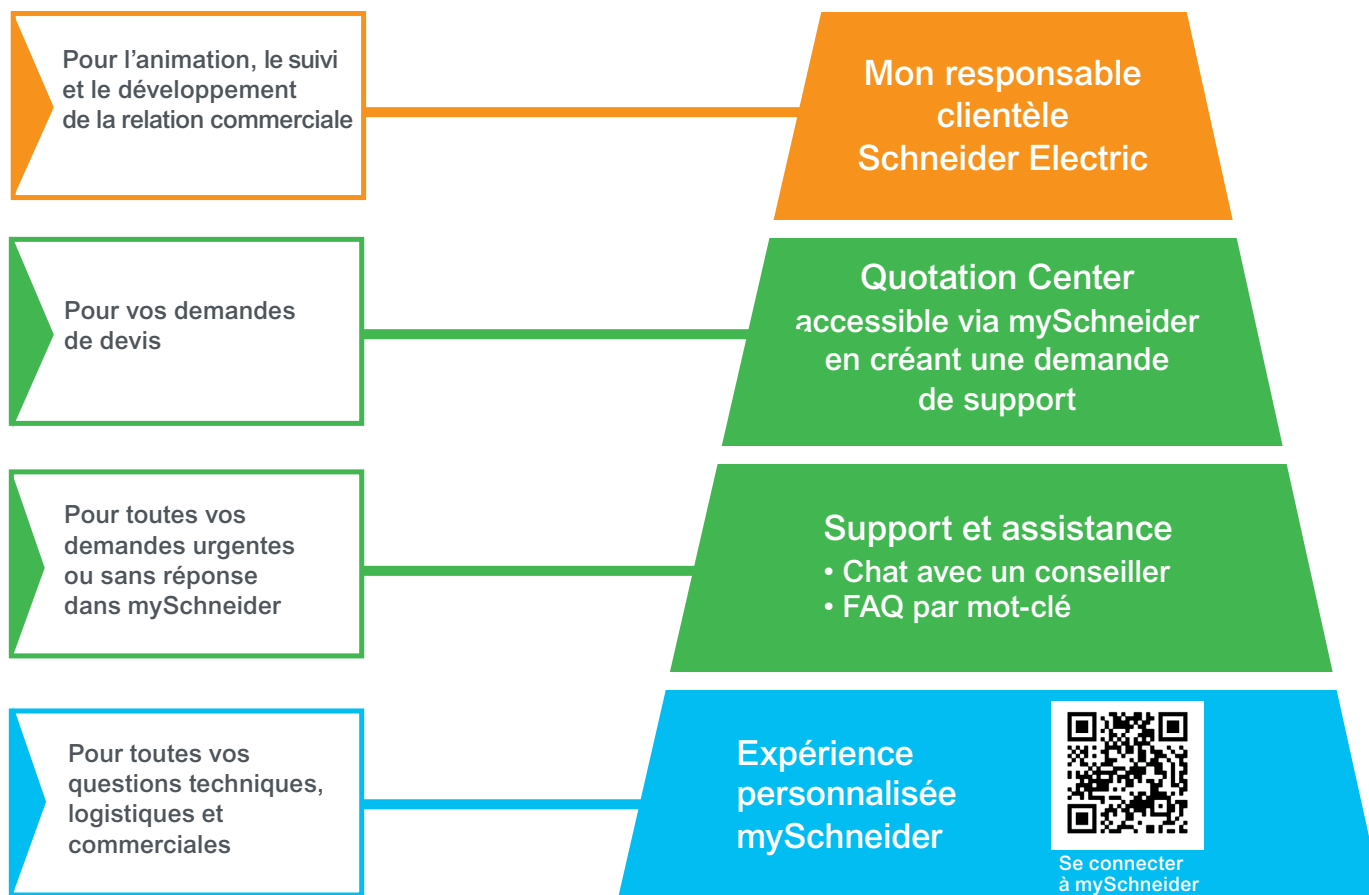 Pour l’animation, le suivi
et le développement
de la relation commerciale
Mon responsable
clientèle
Schneider Electric
Pour vos demandes
de devis
Quotation Center
accessible via mySchneider
en créant une demande
de support
Pour toutes vos
demandes urgentes
ou sans réponse
dans mySchneider
Support et assistance
• Chat avec un conseiller
• FAQ par mot-clé
Pour toutes vos
questions techniques,
logistiques et
commerciales
Expérience
personnalisée
mySchneider
Se connecter
à mySchneider